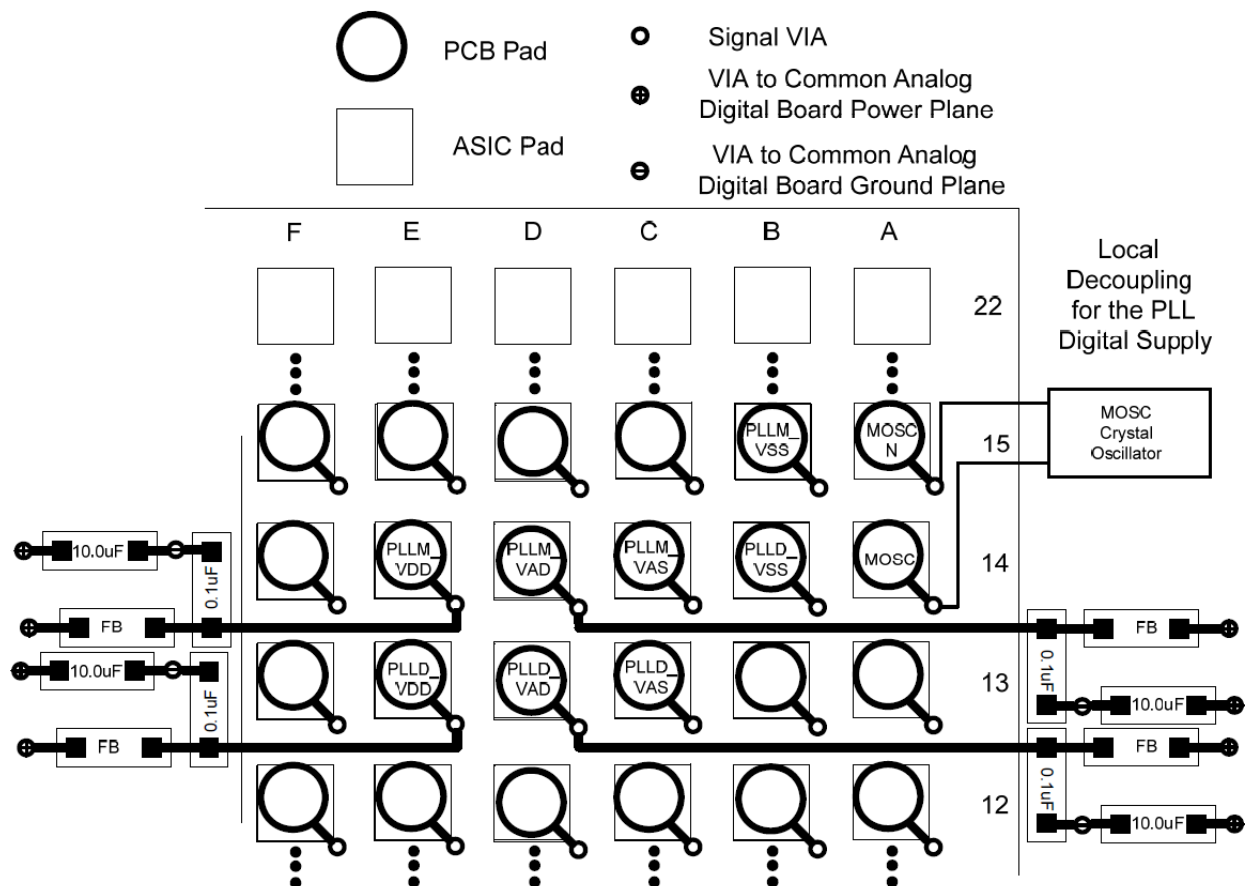 PCB Pad
Signal VIA
VIA to Common Analog
Digital Board Power Plane
ASIC Pad
VIA to Common Analog
Digital Board Ground Plane
F E D C B A
Local
Decoupling
for the PLL
Digital Supply
22
PLLM_
VSS
MOSC
N
15
MOSC
Crystal
Oscillator
10.0uF
0.1uF
FB
PLLM_
VDD
PLLM_
VAD
PLLM_
VAS
PLLD_
VSS
MOSC
14
FB
0.1uF
10.0uF
10.0uF
0.1uF
FB
PLLD_
VDD
PLLD_
VAD
PLLD_
VAS
13
FB
0.1uF
10.0uF
12